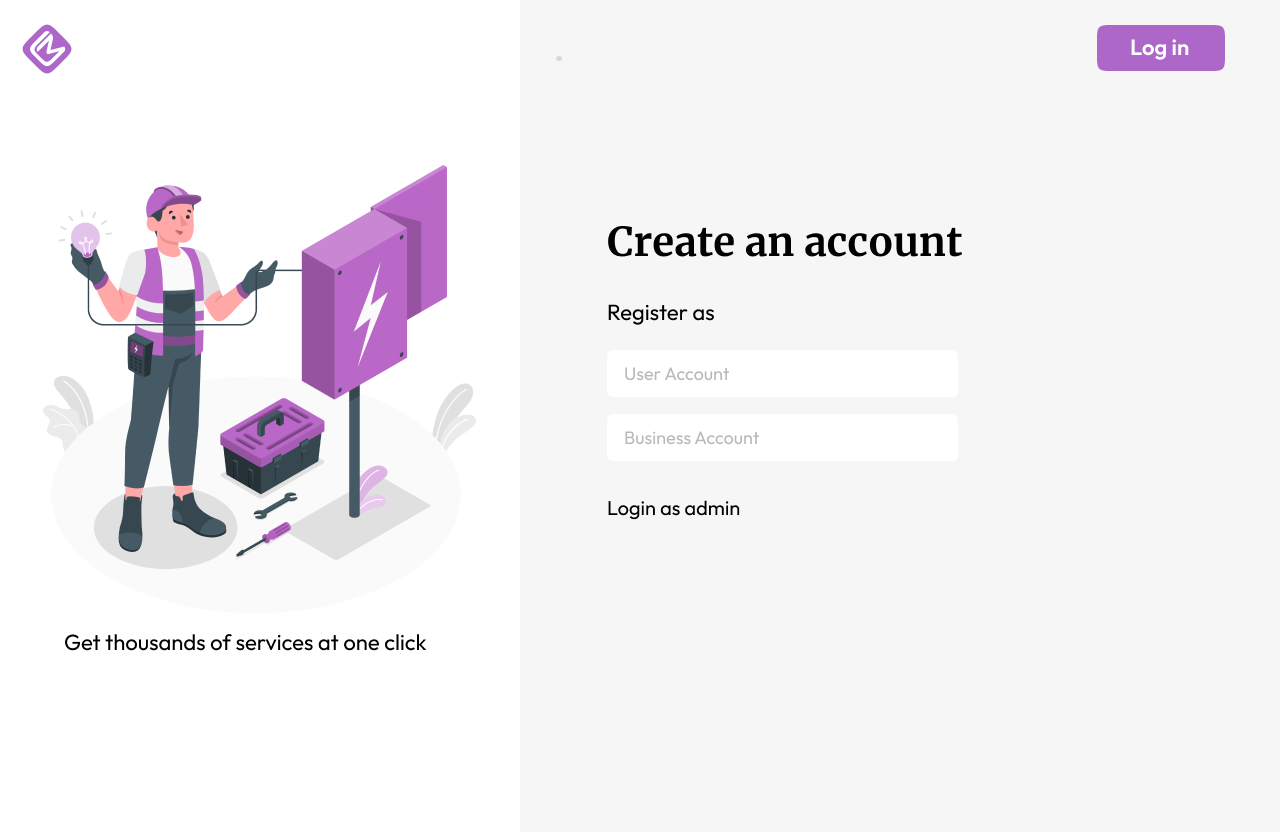 Log in
Create an account
Register as
User Account
Business Account
Login as admin
Get thousands of services at one click